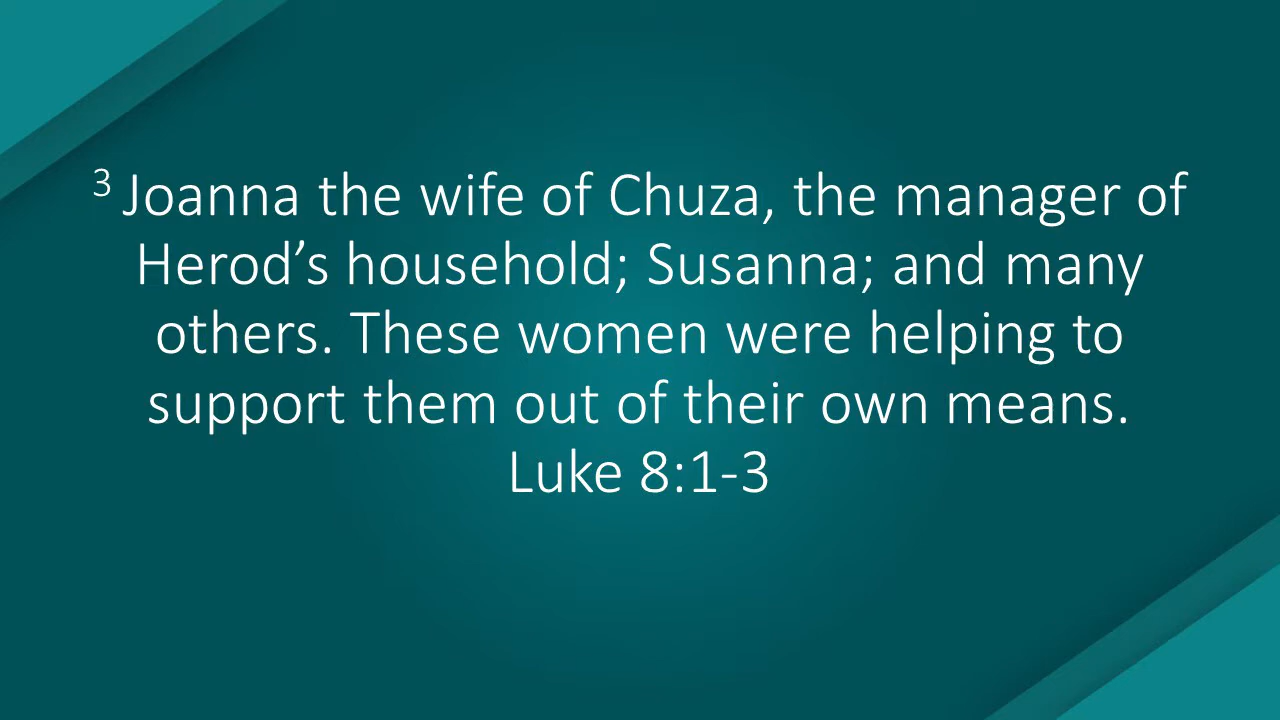 3 Joanna the wife of Chuza, the manager of
Herod’s household; Susanna; and many
others. These women were helping to
support them out of their own means.
Luke 8:1-3